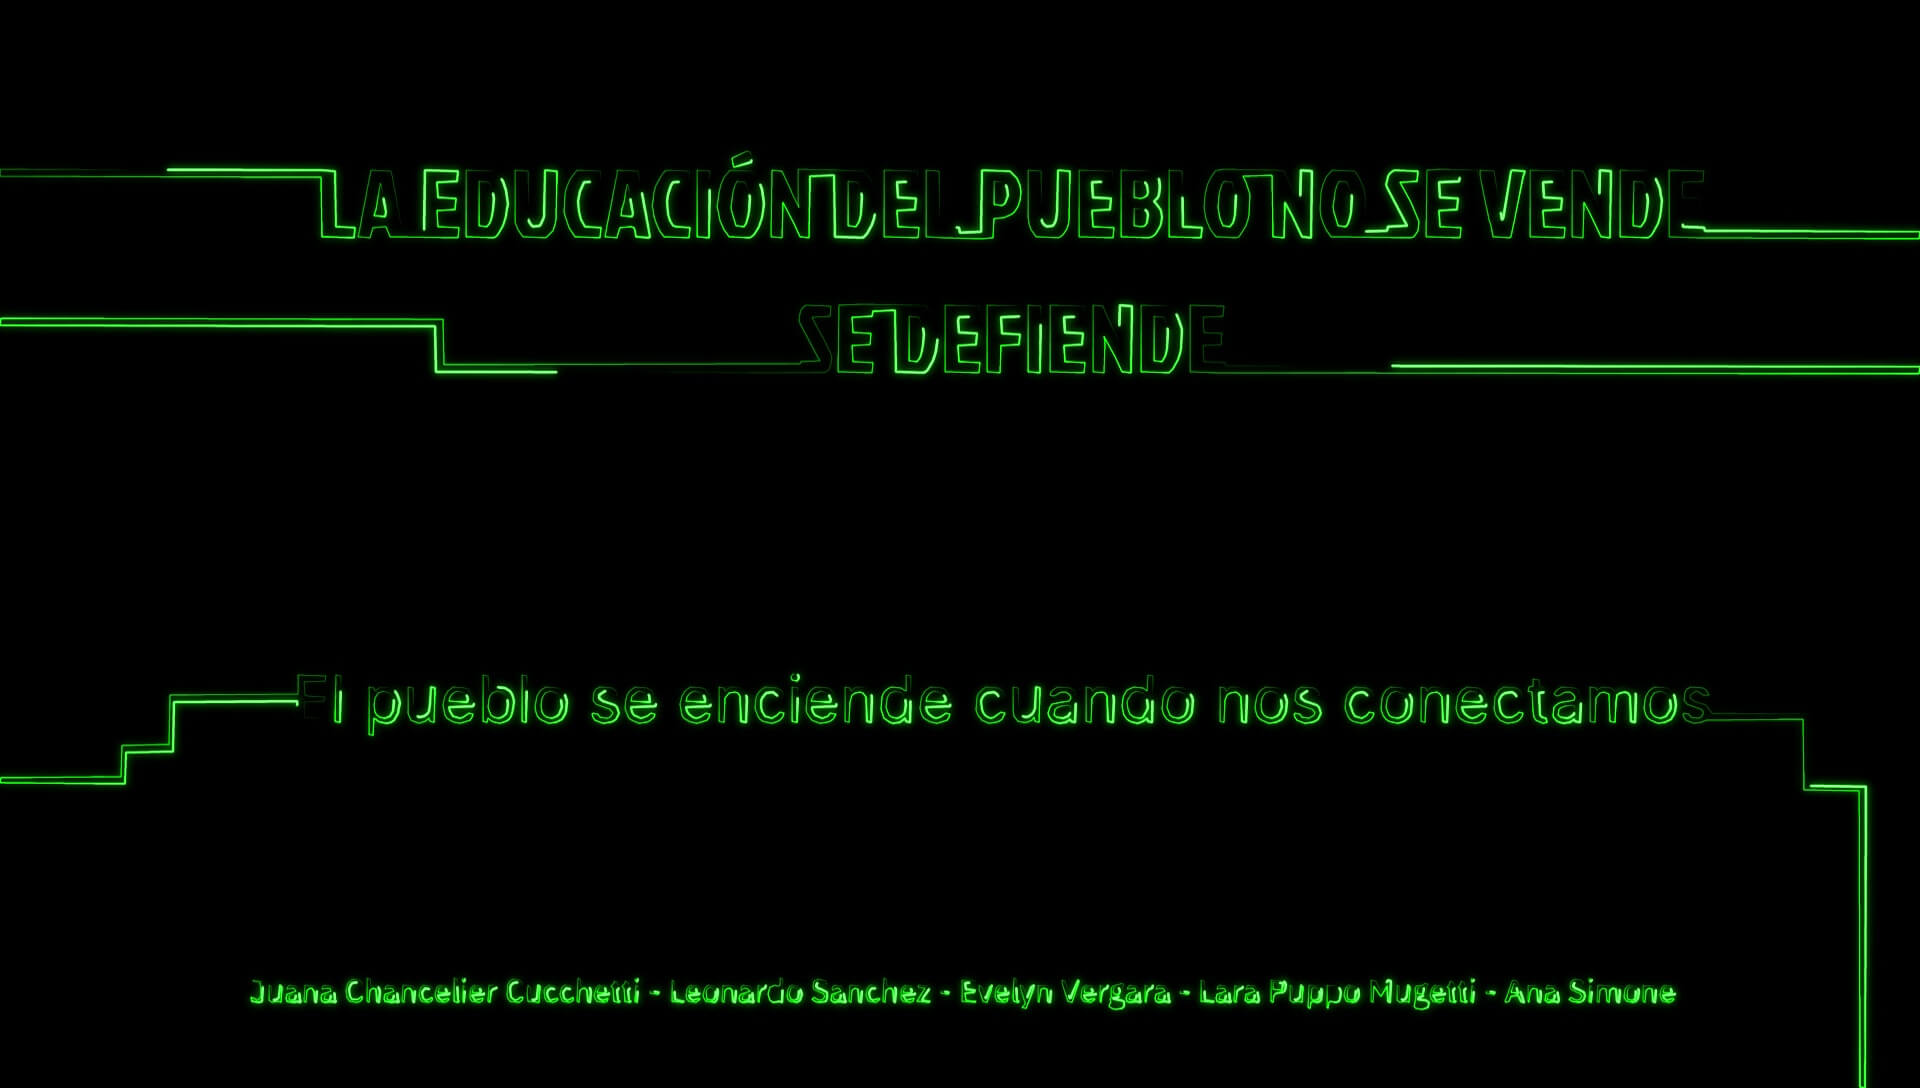 LA EDUCACIÓN DEL PUEBLO NO SE VENDE
SE DEFIENDE
El pueblo se enciende cuando nos conectamos
Juana Chancelier Cucchetti - Leonardo Sanchez - Evelyn Vergara - Lara Puppo Mugetti - Ana Simone